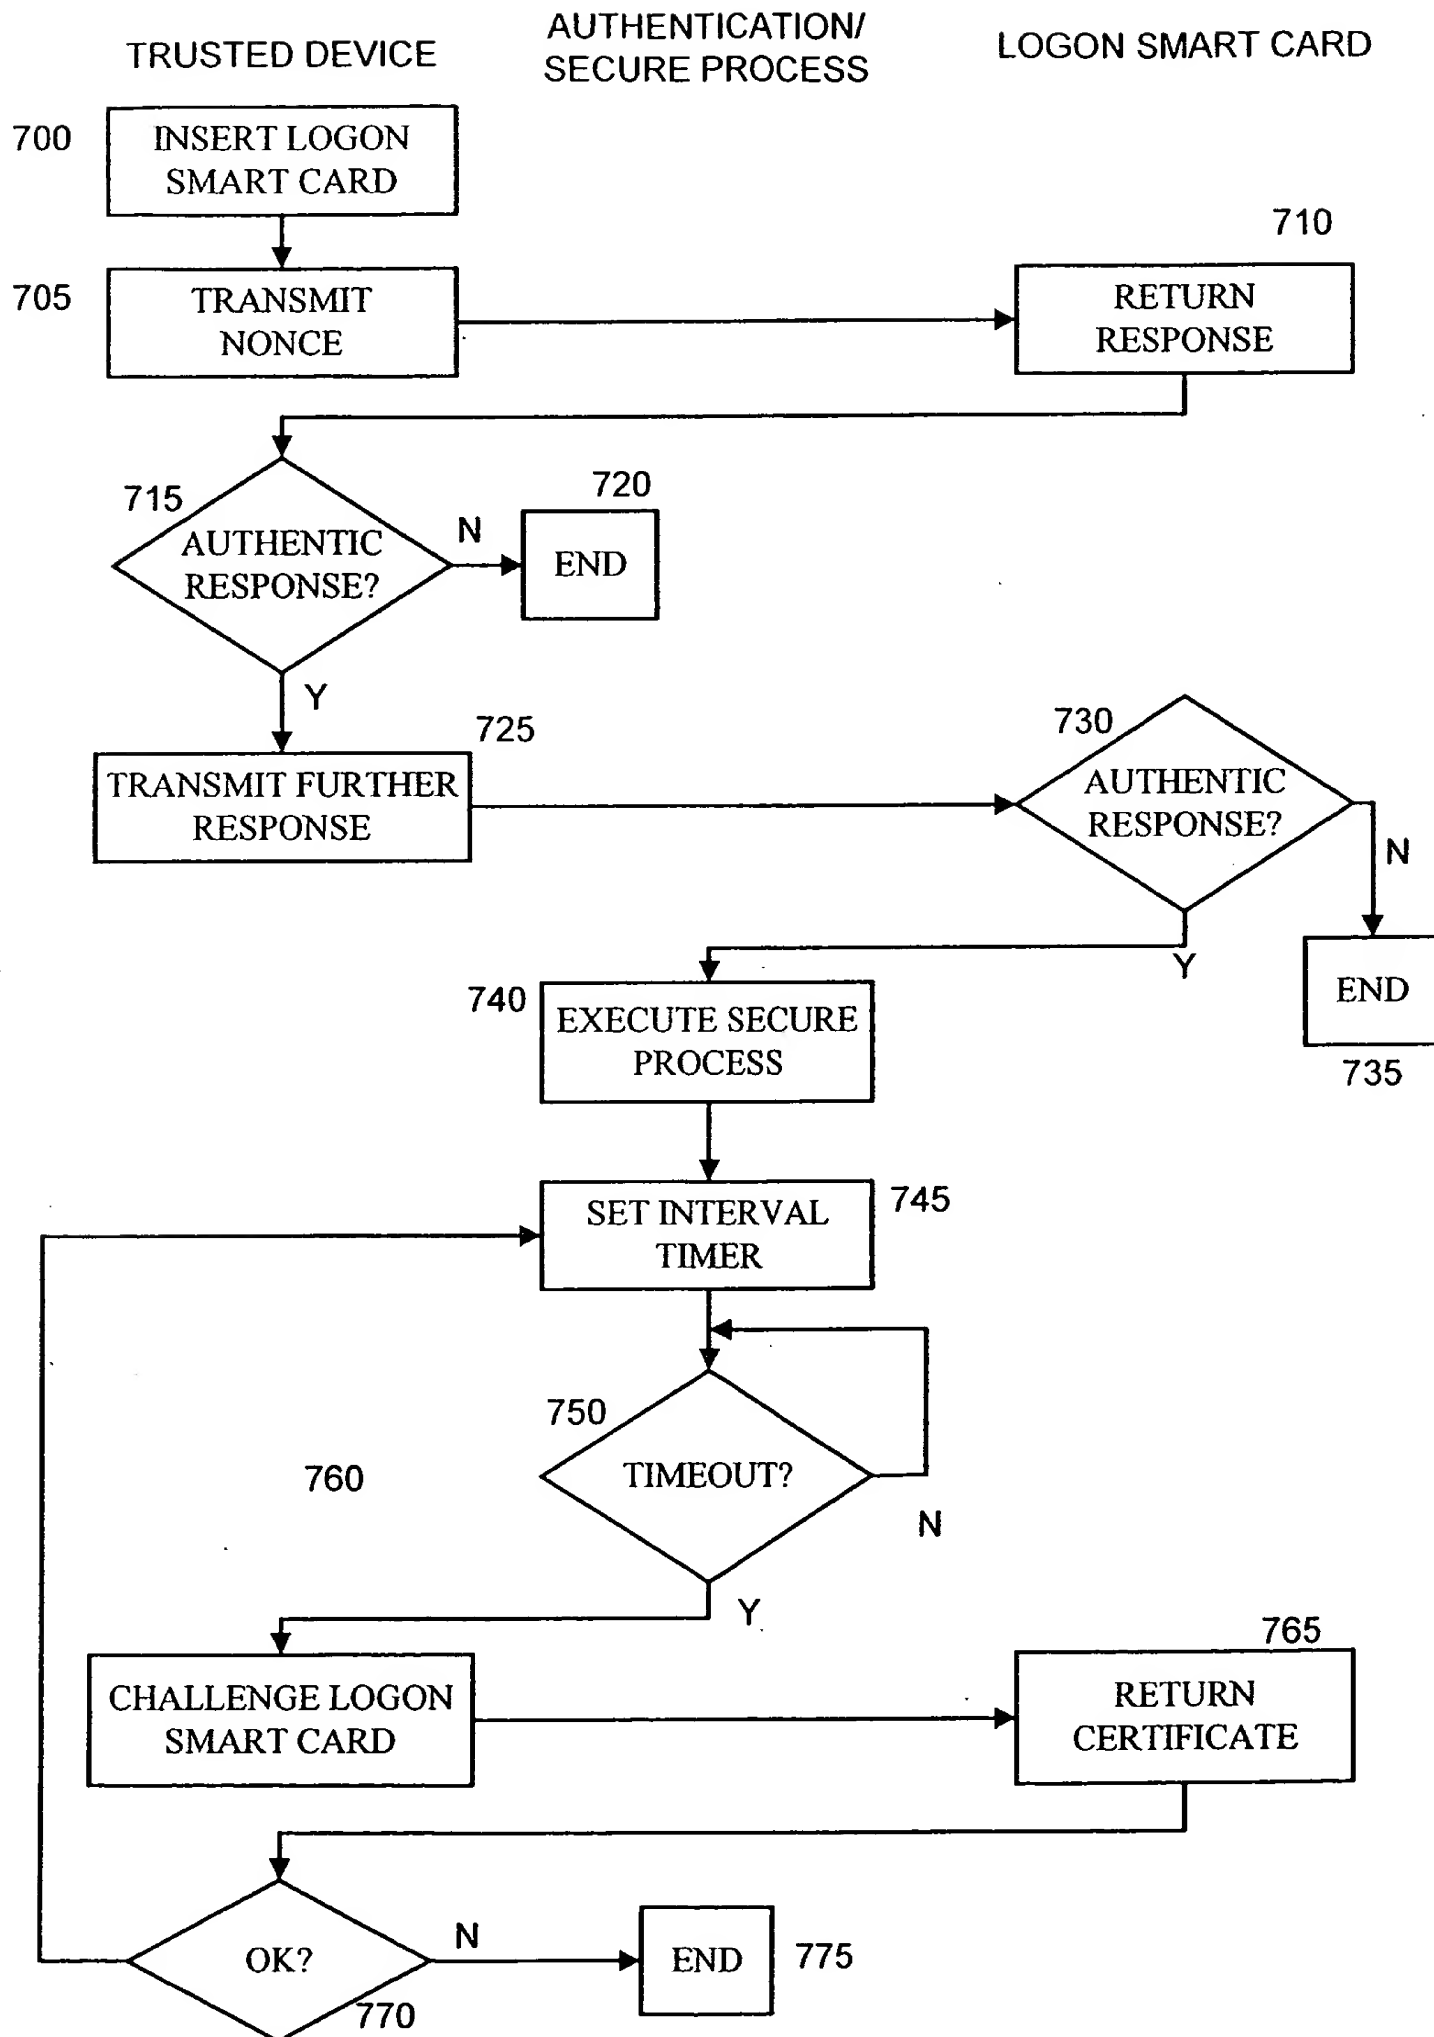 TRUSTED DEVICE
AUTHENTICATION/
SECURE PROCESS
LOGON SMART CARD
700
INSERT LOGON
SMART CARD
710
705
TRANSMIT
NONCE
RETURN
RESPONSE
715
AUTHENTIC
RESPONSE?
N
720
END
Y
725
TRANSMIT FURTHER
RESPONSE
730
AUTHENTIC
RESPONSE?
N
Y
END
735
740
EXECUTE SECURE
PROCESS
SET INTERVAL
TIMER
745
750
TIMEOUT?
760
N
Y
765
CHALLENGE LOGON
SMART CARD
RETURN
CERTIFICATE
OK?
N
END
775
770